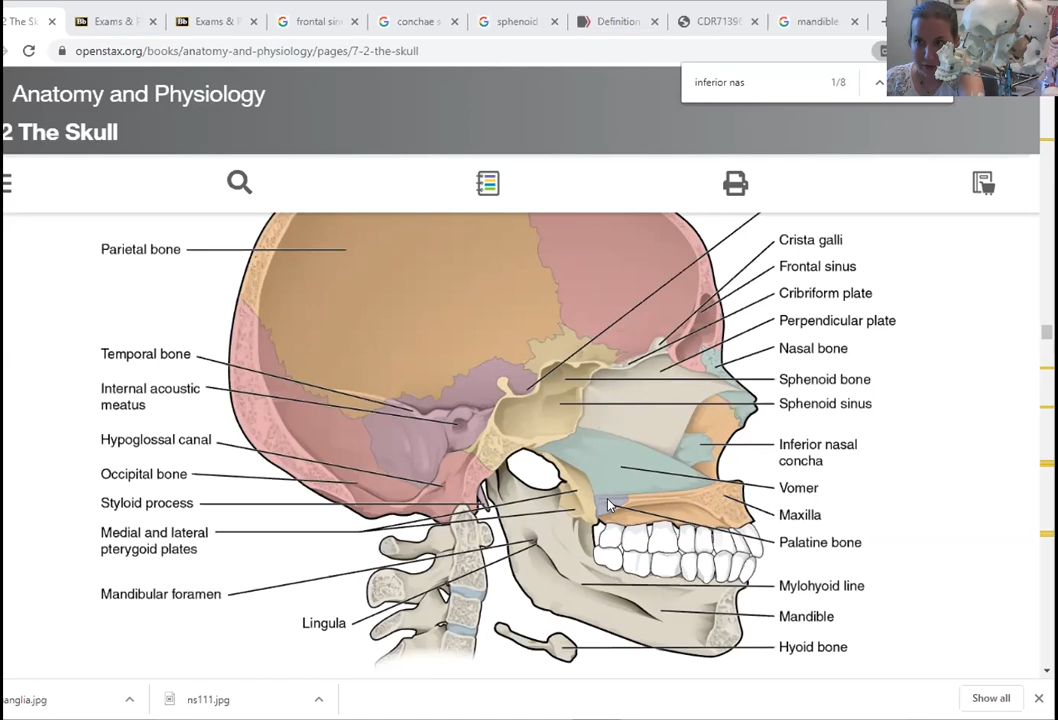 2 The Skull
Exams & P
Exams & P
frontal sin
conchae s
sphenoid
Definition
CDR71396
mandible
openstax.org/books/anatomy-and-physiology/pages/7-2-the-skull
inferior nas
1/8
Anatomy and Physiology
2 The Skull
Parietal bone
Temporal bone
Internal acoustic
meatus
Hypoglossal canal
Occipital bone
Styloid process
Medial and lateral
pterygoid plates
Mandibular foramen
Lingula
Crista galli
Frontal sinus
Cribriform plate
Perpendicular plate
Nasal bone
Sphenoid bone
Sphenoid sinus
Inferior nasal
concha
Vomer
Maxilla
Palatine bone
Mylohyoid line
Mandible
Hyoid bone
anglia.jpg
ns111.jpg
Show all